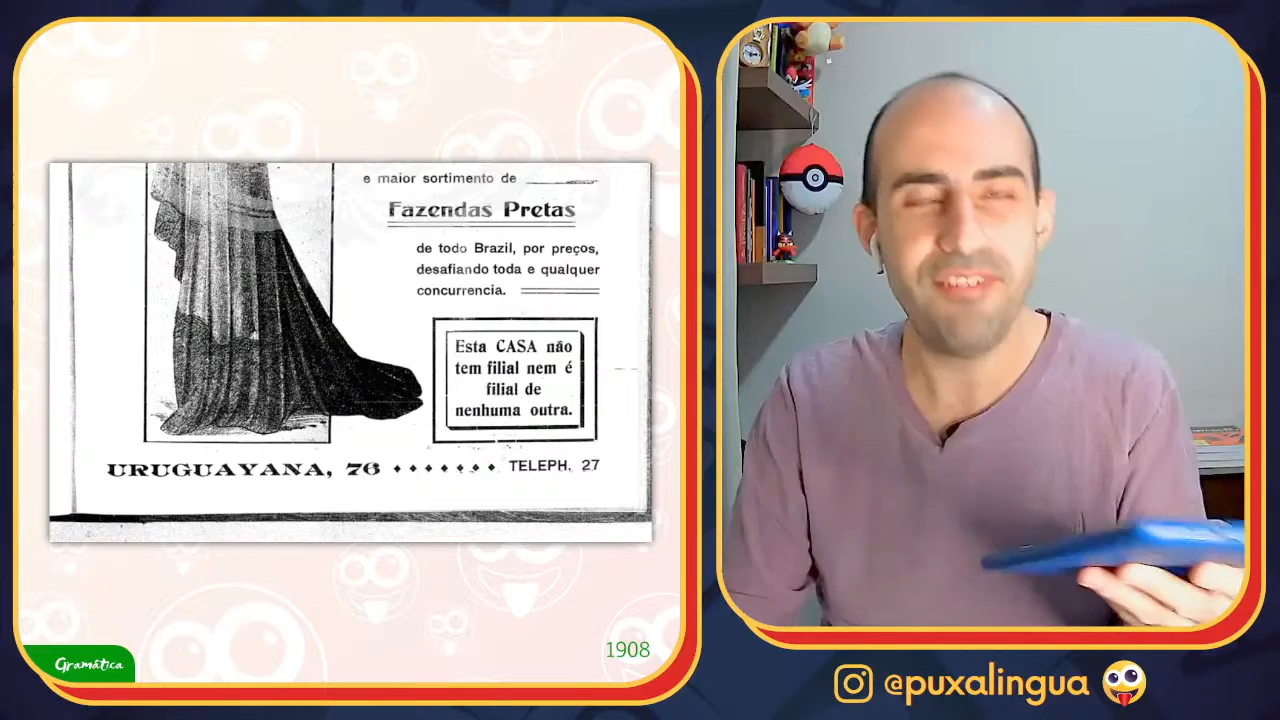 e maior sortimento de
Fazendas Pretas
de todo Brazil, por preços,
desafiando toda e qualquer
concurrencia.
Esta CASA não
tem filial nem é
filial de
nenhuma outra.
URUGUAYANA, 76 ♦♦♦♦♦♦♦ TELEPH. 27
1908
Gramática
@puxalingua